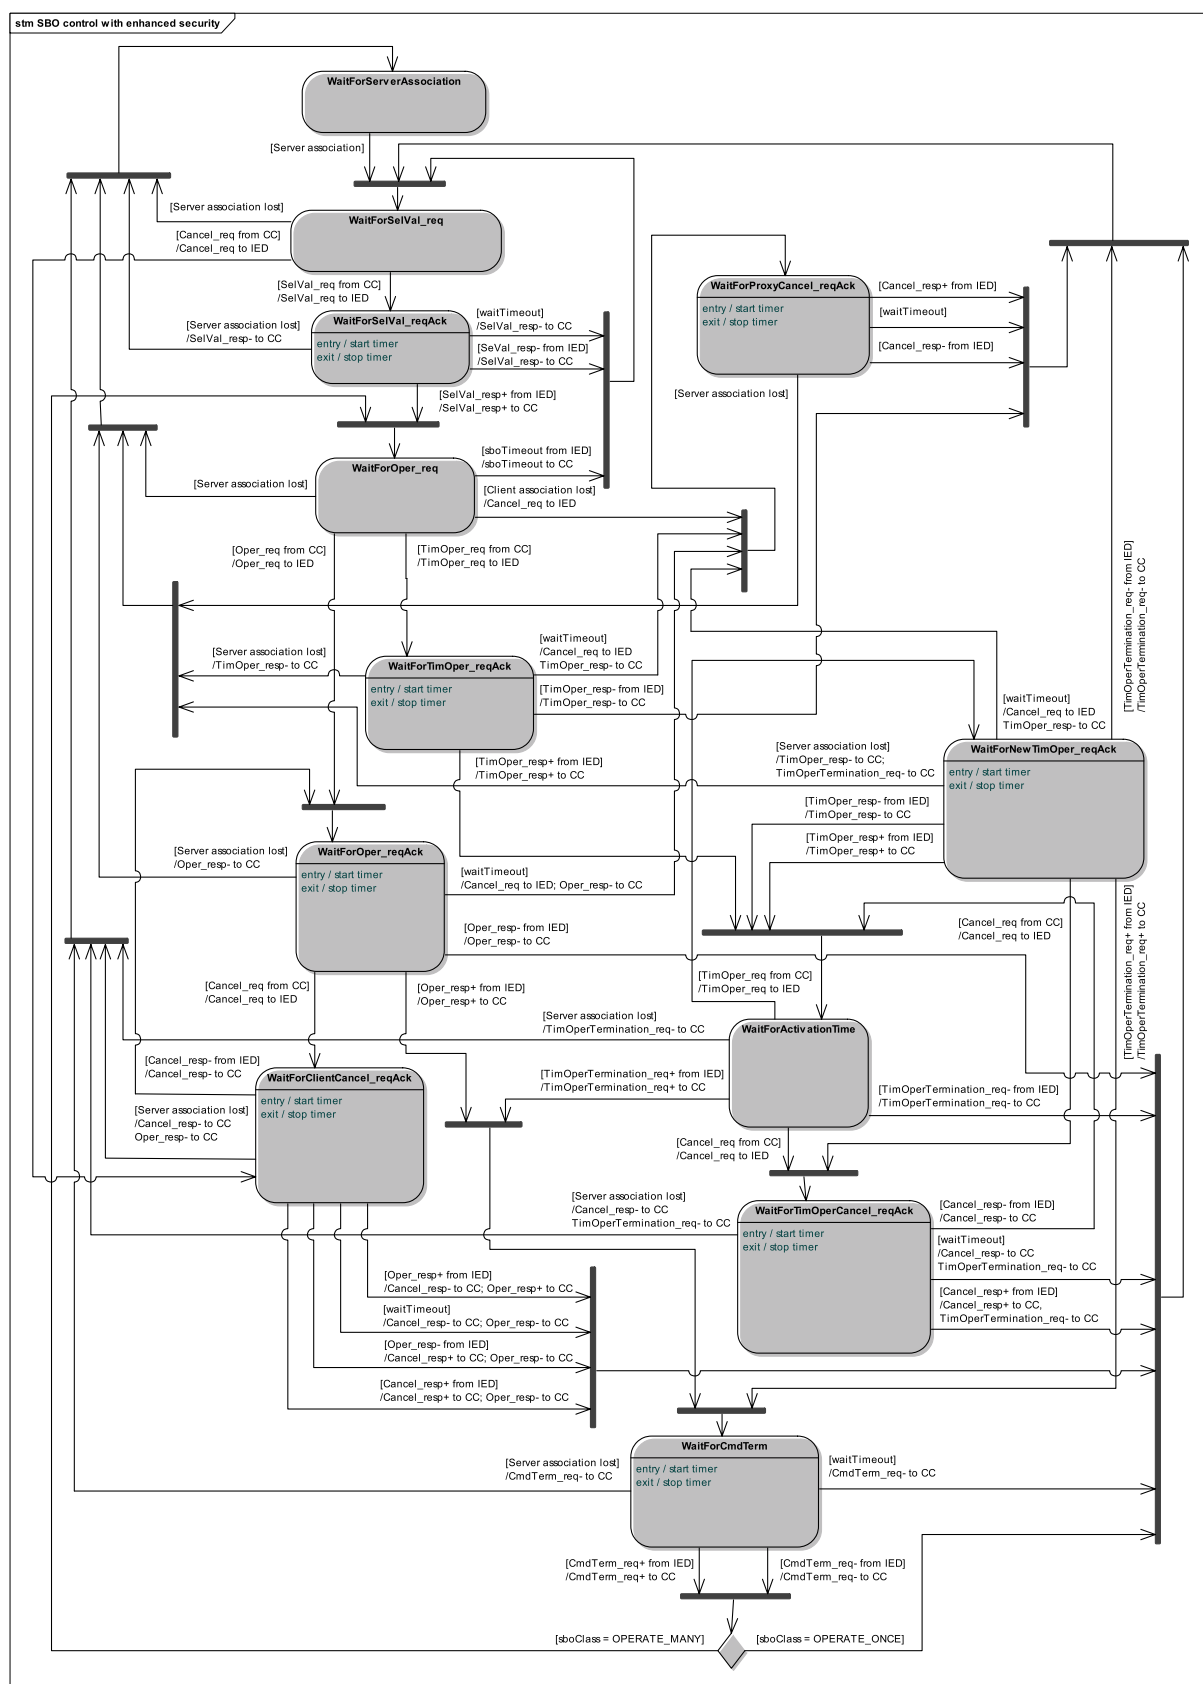 stm SBO control with enhanced security
WaitForServerAssociation
[Server association]
[Server association lost]
WaitForSelVal_req
[Cancel_req from CC]
/Cancel_req to IED
[SelVal_req from CC]
/SelVal_req to IED
WaitForProxyCancel_reqAck
entry / start timer
exit / stop timer
[Cancel_resp+ from IED]
[waitTimeout]
[Cancel_resp- from IED]
[Server association lost]
[Server association lost]
/SelVal_resp- to CC
WaitForSelVal_reqAck
entry / start timer
exit / stop timer
[waitTimeout]
/SelVal_resp- to CC
[SeVal_resp- from IED]
/SelVal_resp- to CC
[SelVal_resp+ from IED]
/SelVal_resp+ to CC
WaitForOper_req
[sboTimeout from IED]
/sboTimeout to CC
[Server association lost]
[Client association lost]
/Cancel_req to IED
[Oper_req from CC]
/Oper_req to IED
[TimOper_req from CC]
/TimOper_req to IED
[TimOperTermination_req- from IED]
/TimOperTermination_req- to CC
[Server association lost]
/TimOper_resp- to CC
WaitForTimOper_reqAck
entry / start timer
exit / stop timer
[waitTimeout]
/Cancel_req to IED
TimOper_resp- to CC
[TimOper_resp- from IED]
/TimOper_resp- to CC
[TimOper_resp+ from IED]
/TimOper_resp+ to CC
[waitTimeout]
/Cancel_req to IED
TimOper_resp- to CC
[Server association lost]
/TimOper_resp- to CC;
TimOperTermination_req- to CC
WaitForNewTimOper_reqAck
entry / start timer
exit / stop timer
[TimOper_resp- from IED]
/TimOper_resp- to CC
[TimOper_resp+ from IED]
/TimOper_resp+ to CC
[Server association lost]
/Oper_resp- to CC
WaitForOper_reqAck
entry / start timer
exit / stop timer
[waitTimeout]
/Cancel_req to IED; Oper_resp- to CC
[Oper_resp- from IED]
/Oper_resp- to CC
[Cancel_req from CC]
/Cancel_req to IED
[TimOperTermination_req+ from IED]
/TimOperTermination_req+ to CC
[Cancel_req from CC]
/Cancel_req to IED
[Oper_resp+ from IED]
/Oper_resp+ to CC
[TimOper_req from CC]
/TimOper_req to IED
[Server association lost]
/TimOperTermination_req- to CC
WaitForActivationTime
[Cancel_resp- from IED]
/Cancel_resp- to CC
WaitForClientCancel_reqAck
entry / start timer
exit / stop timer
[TimOperTermination_req+ from IED]
/TimOperTermination_req+ to CC
[TimOperTermination_req- from IED]
/TimOperTermination_req- to CC
[Server association lost]
/Cancel_resp- to CC
Oper_resp- to CC
[Cancel_req from CC]
/Cancel_req to IED
[Server association lost]
/Cancel_resp- to CC
TimOperTermination_req- to CC
WaitForTimOperCancel_reqAck
entry / start timer
exit / stop timer
[Cancel_resp- from IED]
/Cancel_resp- to CC
[waitTimeout]
/Cancel_resp- to CC
TimOperTermination_req- to CC
[Cancel_resp+ from IED]
/Cancel_resp+ to CC,
TimOperTermination_req- to CC
[Oper_resp+ from IED]
/Cancel_resp- to CC; Oper_resp+ to CC
[waitTimeout]
/Cancel_resp- to CC; Oper_resp- to CC
[Oper_resp- from IED]
/Cancel_resp+ to CC; Oper_resp- to CC
[Cancel_resp+ from IED]
/Cancel_resp+ to CC; Oper_resp- to CC
WaitForCmdTerm
entry / start timer
exit / stop timer
[Server association lost]
/CmdTerm_req- to CC
[waitTimeout]
/CmdTerm_req- to CC
[CmdTerm_req+ from IED]
/CmdTerm_req+ to CC
[CmdTerm_req- from IED]
/CmdTerm_req- to CC
[sboClass = OPERATE_MANY]
[sboClass = OPERATE_ONCE]